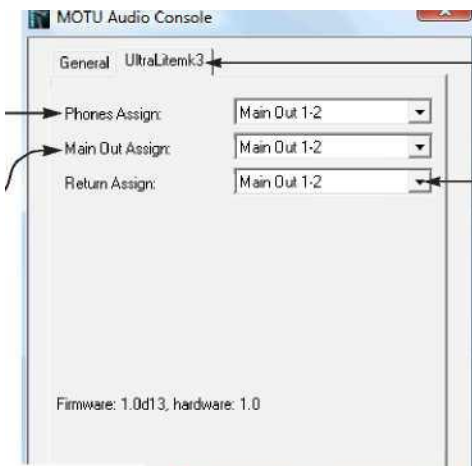 MOTU Audio Console
General UltraLitemk3
Phones Assign: Main Out 1-2
Main Out Assign: Main Out 1-2
Return Assign: Main Out 1-2
Firmware: 1.0d13, hardware: 1.0